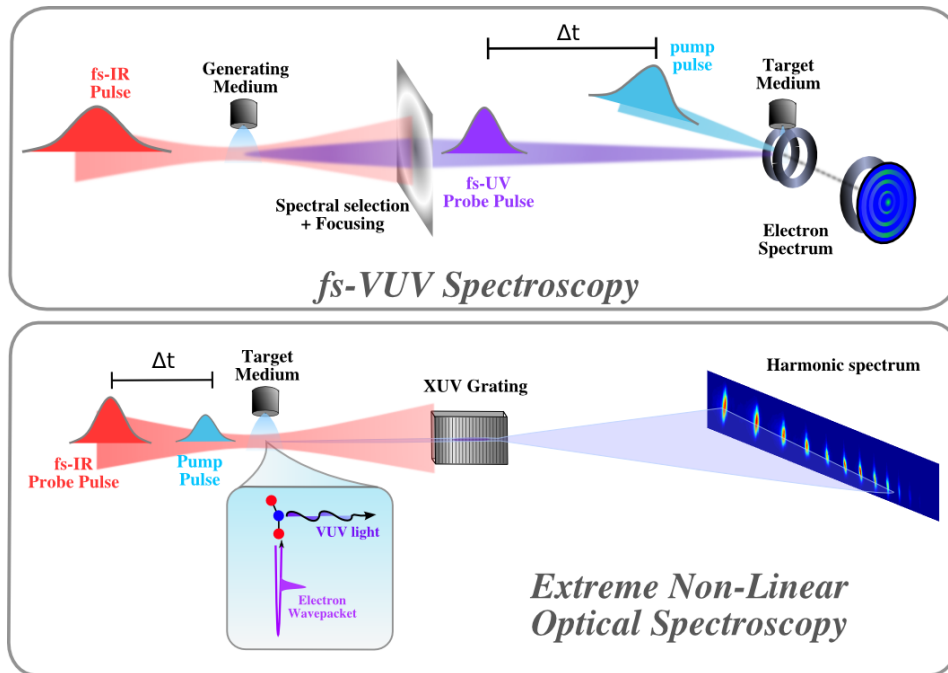 fs-IR
Pulse
Generating
Medium
Δt
pump
pulse
Target
Medium
fs-UV
Probe Pulse
Spectral selection
+ Focusing
Electron
Spectrum
fs-VUV Spectroscopy
Δt
Target
Medium
XUV Grating
Harmonic spectrum
fs-IR
Probe Pulse
Pump
Pulse
VUV light
Electron
Wavepacket
Extreme Non-Linear
Optical Spectroscopy